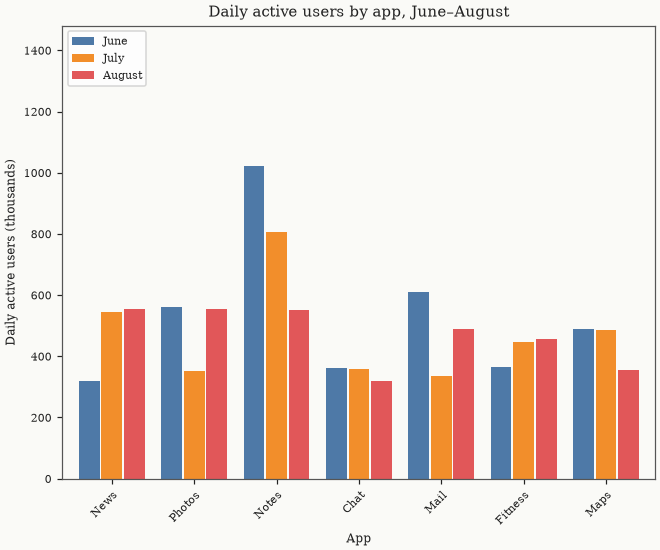 Daily active users by app, June–August
June
July
August
Daily active users (thousands)
1400
1200
1000
800
600
400
200
0
News
Photos
Notes
Chat
Mail
Fitness
Maps
App